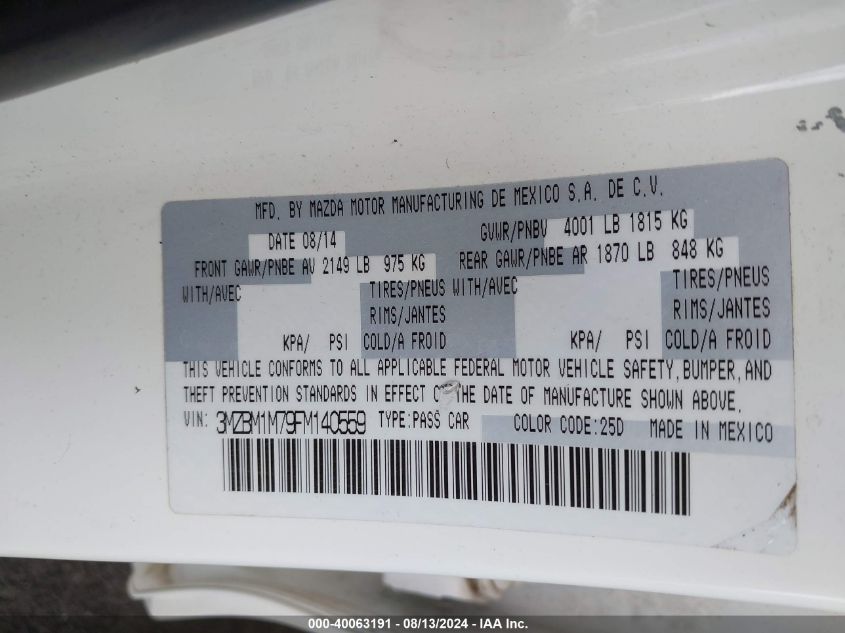 MFD. BY MAZDA MOTOR MANUFACTURING DE MEXICO S.A. DE C.V.
DATE 08/14 GVWR/PNBV 4001 LB 1815 KG
FRONT GAWR/PNBE AV 2149 LB 975 KG REAR GAWR/PNBE AR 1870 LB 848 KG
WITH/AVEC TIRES/PNEUS WITH/AVEC TIRES/PNEUS
RIMS/JANTES RIMS/JANTES
KPA/ PSI COLD/A FROID KPA/ PSI COLD/A FROID
THIS VEHICLE CONFORMS TO ALL APPLICABLE FEDERAL MOTOR VEHICLE SAFETY, BUMPER, AND
THEFT PREVENTION STANDARDS IN EFFECT ON THE DATE OF MANUFACTURE SHOWN ABOVE.
VIN: 3MZBM1M79FM140559 TYPE:PASS CAR COLOR CODE:25D MADE IN MEXICO
000-40063191 - 08/13/2024 - IAA Inc.